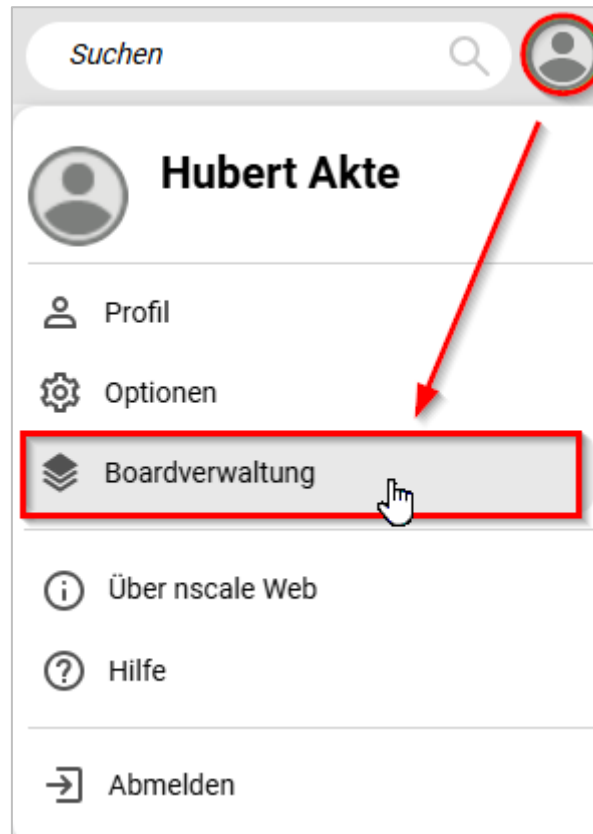 Suchen
Hubert Akte
Profil
Optionen
Boardverwaltung
Über nscale Web
Hilfe
Abmelden